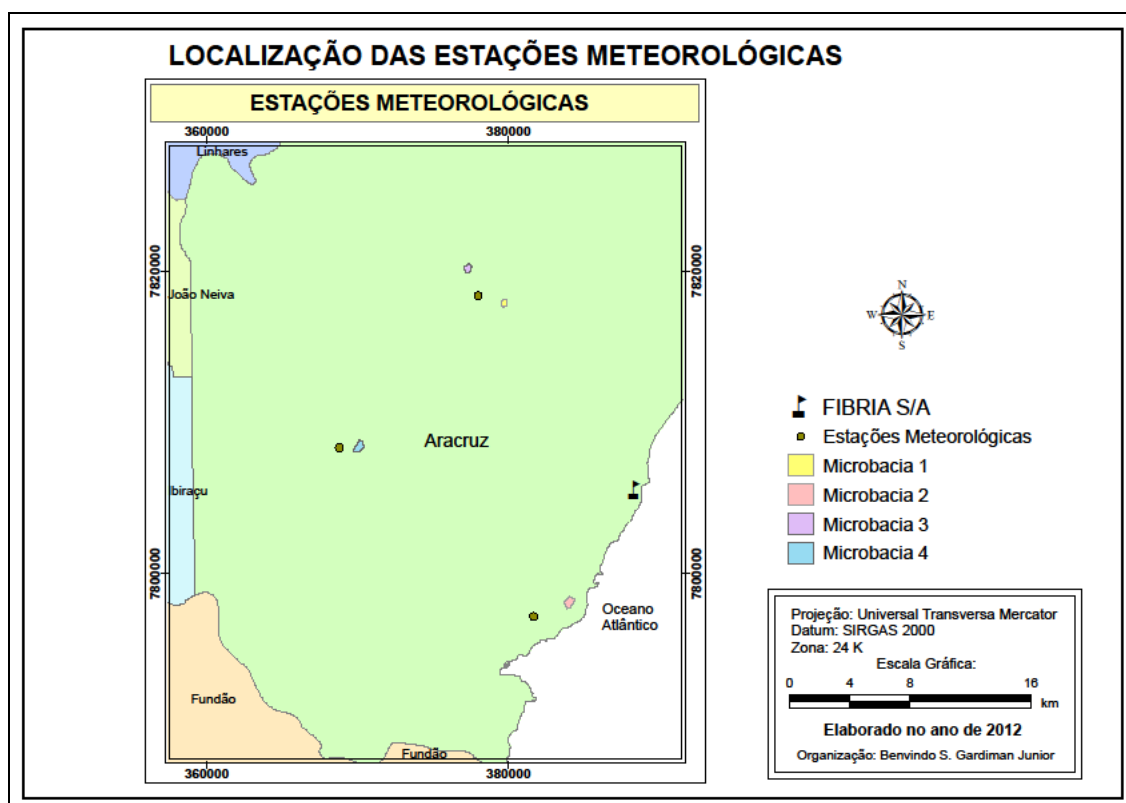 LOCALIZAÇÃO DAS ESTAÇÕES METEOROLÓGICAS
ESTAÇÕES METEOROLÓGICAS
360000 380000
Linhares
7820000 7820000
João Neiva
Aracruz
Ibiraçu
7800000 7800000
Oceano
Atlântico
Fundão
Fundão
360000 380000
N
W E
S
FIBRIA S/A
Estações Meteorológicas
Microbacia 1
Microbacia 2
Microbacia 3
Microbacia 4
Projeção: Universal Transversa Mercator
Datum: SIRGAS 2000
Zona: 24 K
Escala Gráfica:
0 4 8 16
km
Elaborado no ano de 2012
Organização: Benvindo S. Gardiman Junior